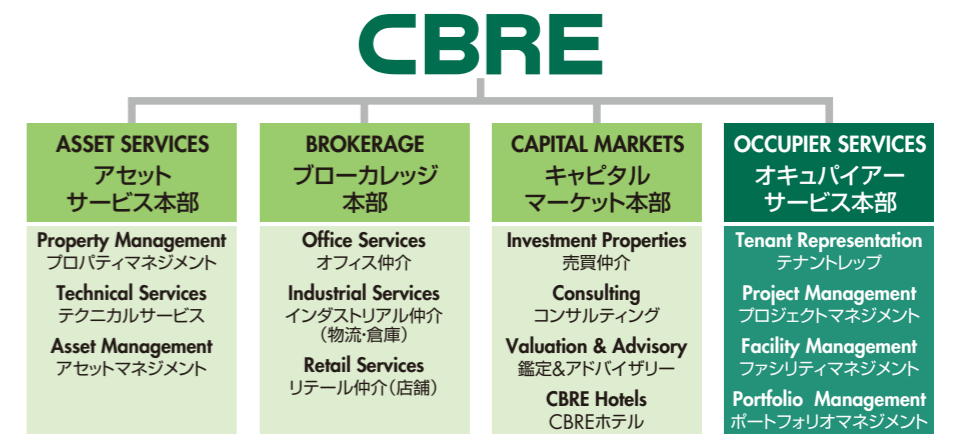 CBRE
ASSET SERVICES
アセット
サービス本部
Property Management
プロパティマネジメント
Technical Services
テクニカルサービス
Asset Management
アセットマネジメント
BROKERAGE
ブローカレッジ
本部
Office Services
オフィス仲介
Industrial Services
インダストリアル仲介
（物流・倉庫）
Retail Services
リテール仲介（店舗）
CAPITAL MARKETS
キャピタル
マーケット本部
Investment Properties
売買仲介
Consulting
コンサルティング
Valuation & Advisory
鑑定&アドバイザリー
CBRE Hotels
CBREホテル
OCCUPIER SERVICES
オキュパイアー
サービス本部
Tenant Representation
テナントレップ
Project Management
プロジェクトマネジメント
Facility Management
ファシリティマネジメント
Portfolio Management
ポートフォリオマネジメント